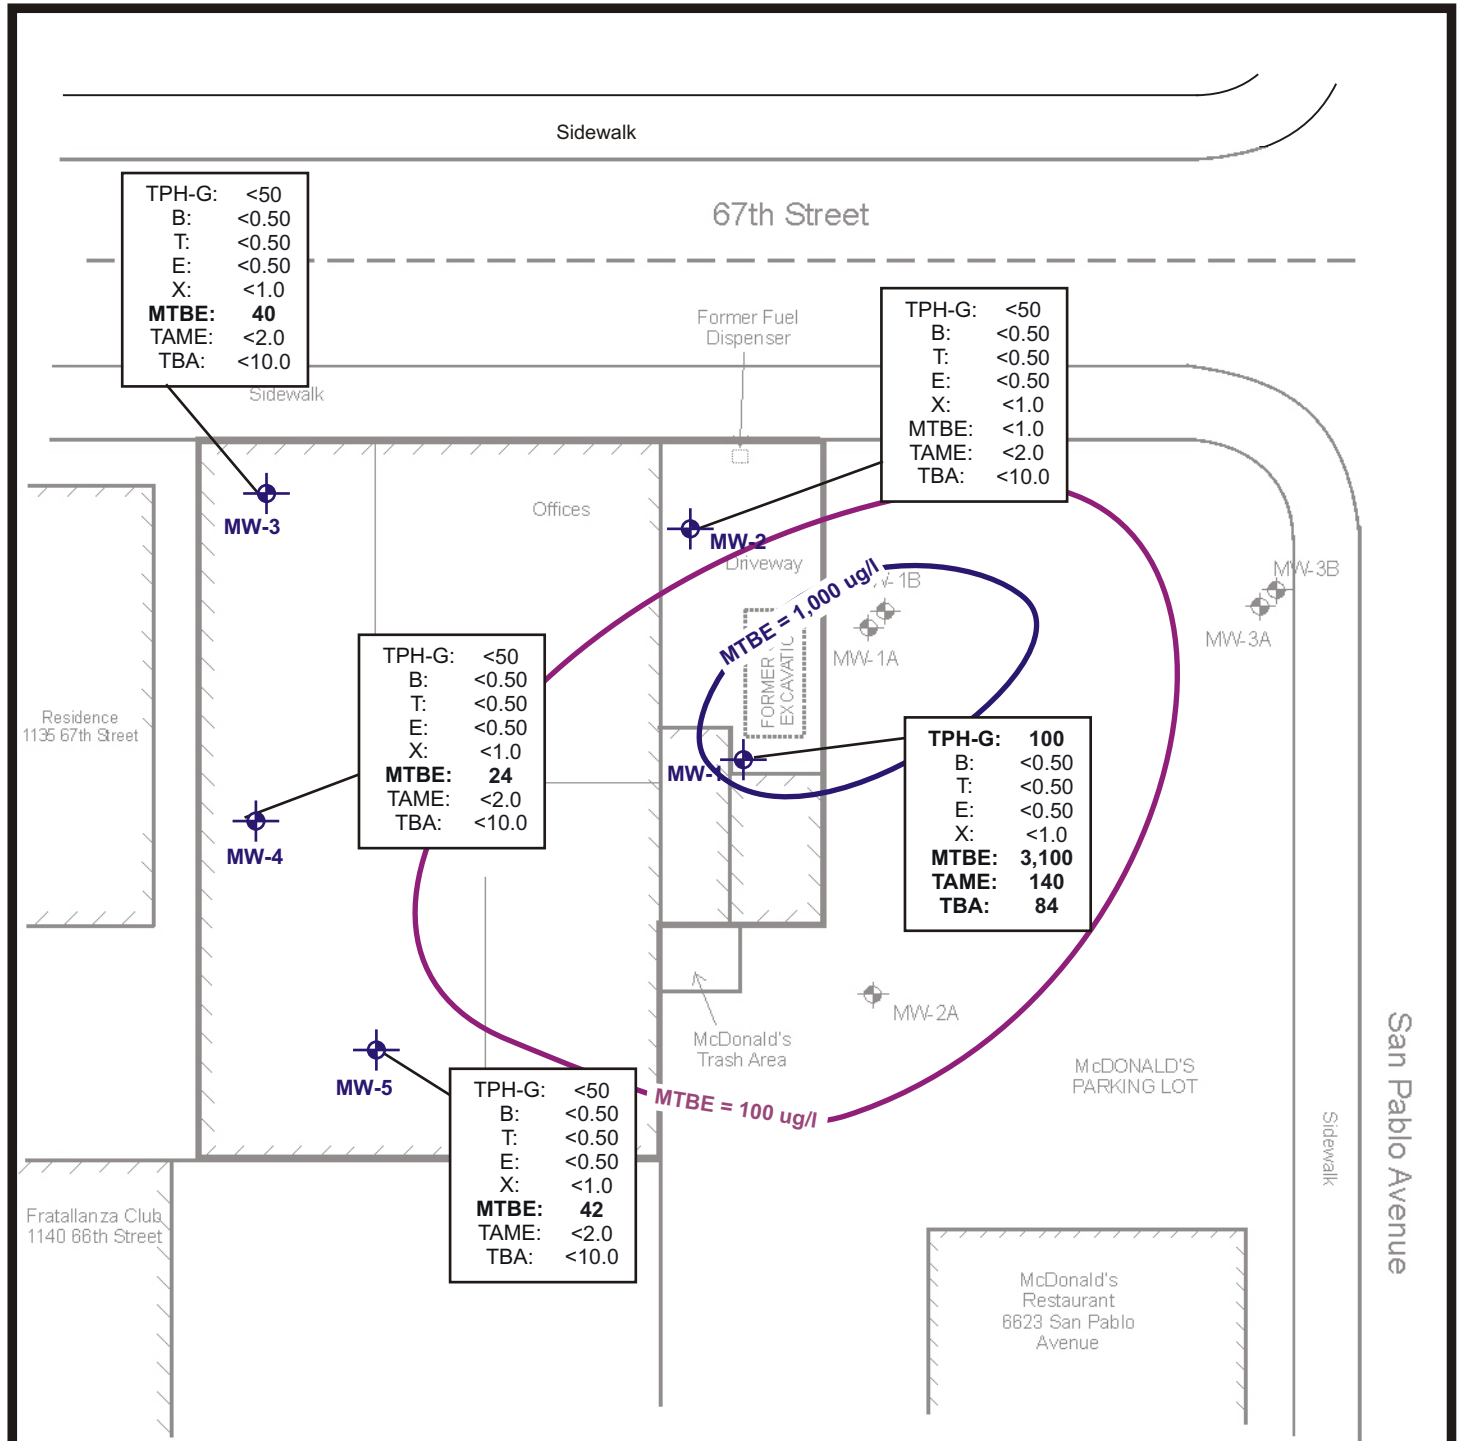 Sidewalk
67th Street
TPH-G: <50
B: <0.50
T: <0.50
E: <0.50
X: <1.0
MTBE: 40
TAME: <2.0
TBA: <10.0
Sidewalk
MW-3
Former Fuel
Dispenser
TPH-G: <50
B: <0.50
T: <0.50
E: <0.50
X: <1.0
MTBE: <1.0
TAME: <2.0
TBA: <10.0
Offices
MW-2
Driveway
MTBE = 1,000 ug/l
W-1B
MW-1A
MW-3B
MW-3A
FORMER
EXCAVATIO
TPH-G: <50
B: <0.50
T: <0.50
E: <0.50
X: <1.0
MTBE: 24
TAME: <2.0
TBA: <10.0
MW-4
Residence
1135 67th Street
MW-1
TPH-G: 100
B: <0.50
T: <0.50
E: <0.50
X: <1.0
MTBE: 3,100
TAME: 140
TBA: 84
MW-2A
McDonald's
Trash Area
McDONALD'S
PARKING LOT
MW-5
TPH-G: <50
B: <0.50
T: <0.50
E: <0.50
X: <1.0
MTBE: 42
TAME: <2.0
TBA: <10.0
MTBE = 100 ug/l
Sidewalk
San Pablo Avenue
Fratallanza Club
1140 66th Street
McDonald's
Restaurant
6623 San Pablo
Avenue